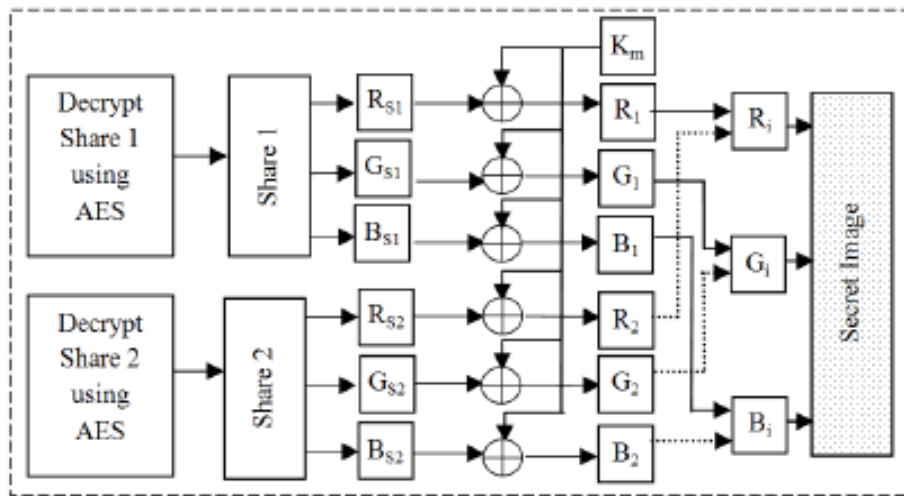 Decrypt
Share 1
using
AES
Share 1
R_S1
G_S1
B_S1
K_m
R_1
G_1
B_1
R_i
G_i
B_i
Secret Image
Decrypt
Share 2
using
AES
Share 2
R_S2
G_S2
B_S2
R_2
G_2
B_2